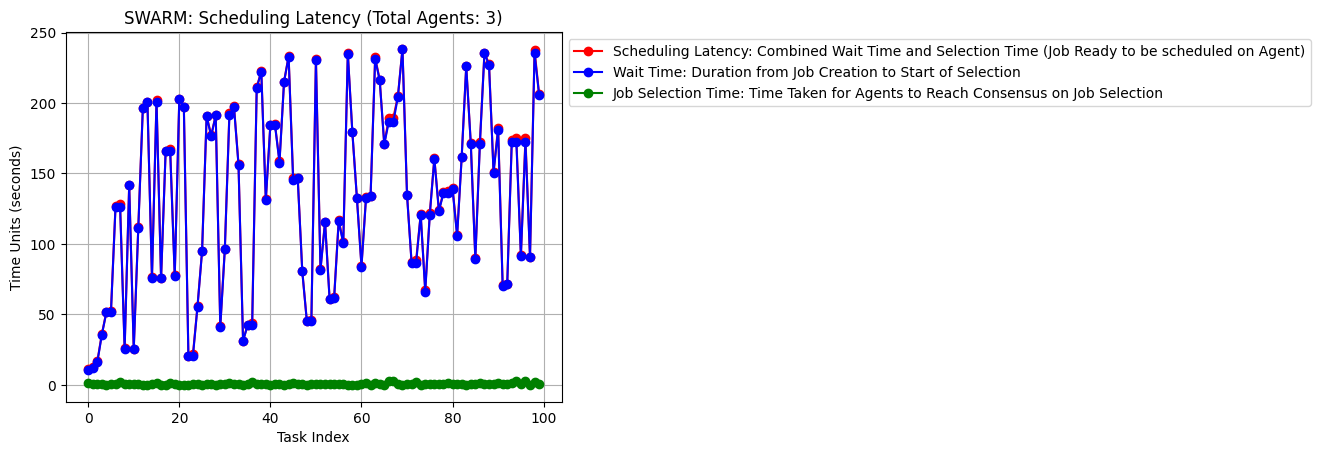 SWARM: Scheduling Latency (Total Agents: 3)
Scheduling Latency: Combined Wait Time and Selection Time (Job Ready to be scheduled on Agent)
Wait Time: Duration from Job Creation to Start of Selection
Job Selection Time: Time Taken for Agents to Reach Consensus on Job Selection
Time Units (seconds)
250
200
150
100
50
0
0 20 40 60 80 100
Task Index